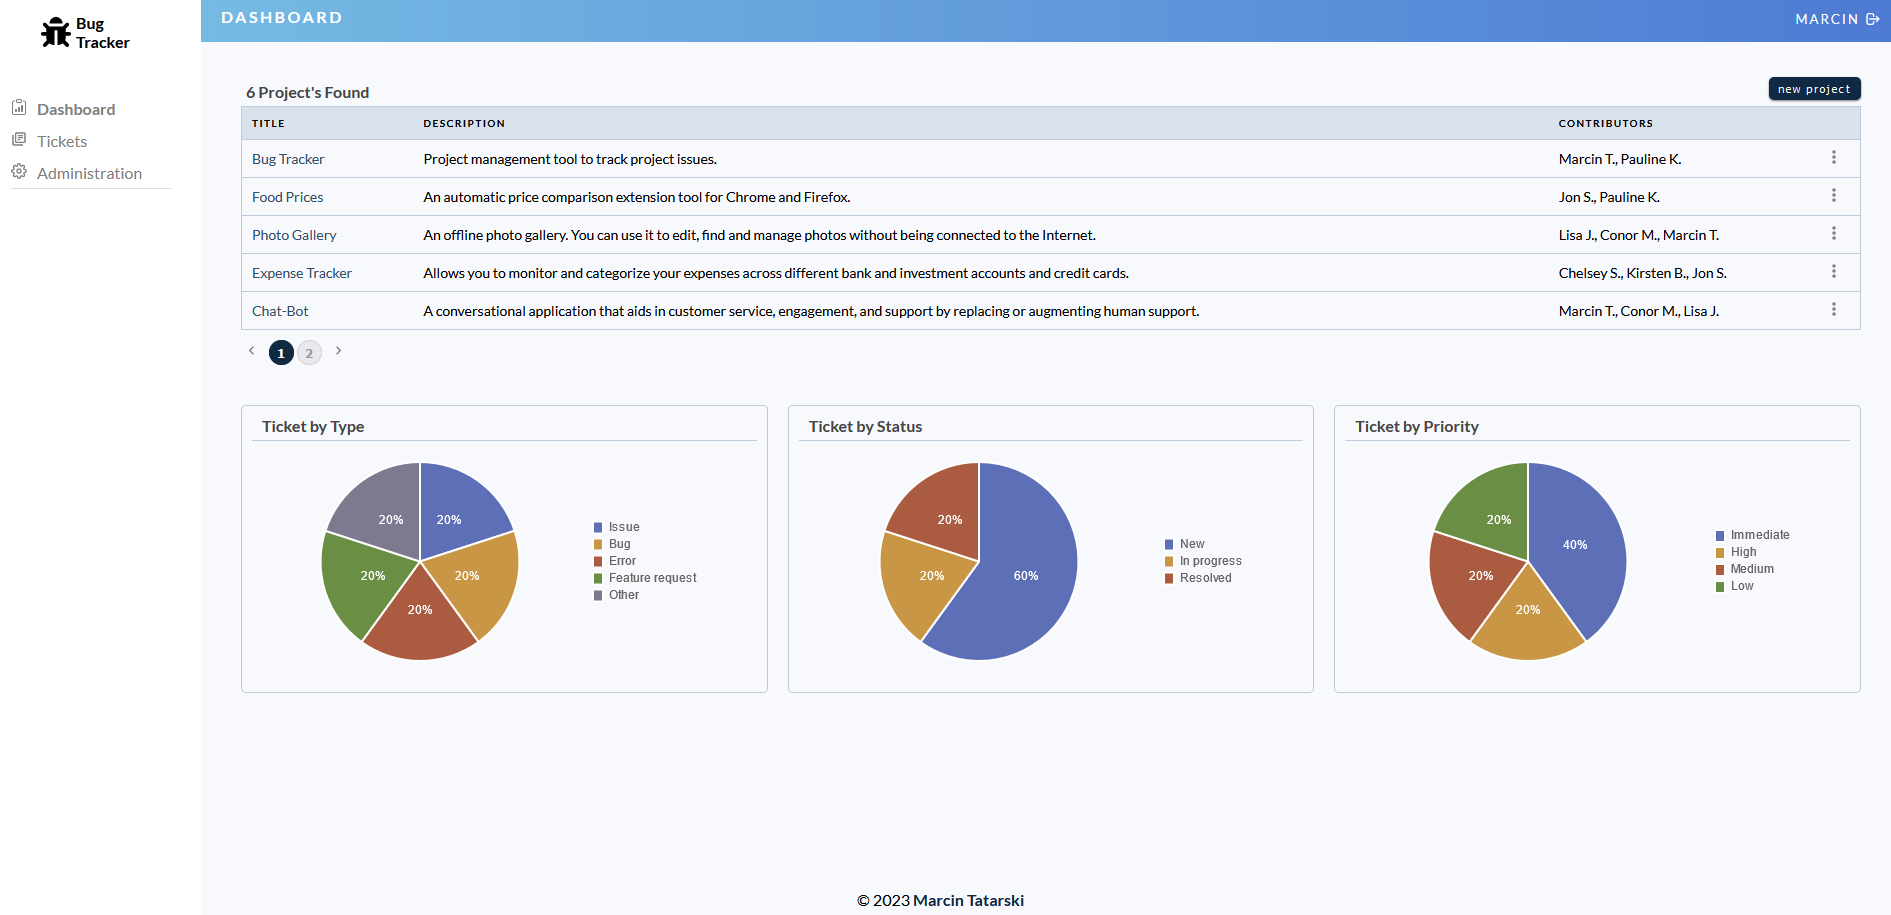 Bug
Tracker
DASHBOARD
MARCIN
Dashboard
Tickets
Administration
6 Project's Found
new project
TITLE DESCRIPTION CONTRIBUTORS
Bug Tracker Project management tool to track project issues. Marcin T., Pauline K.
Food Prices An automatic price comparison extension tool for Chrome and Firefox. Jon S., Pauline K.
Photo Gallery An offline photo gallery. You can use it to edit, find and manage photos without being connected to the Internet. Lisa J., Conor M., Marcin T.
Expense Tracker Allows you to monitor and categorize your expenses across different bank and investment accounts and credit cards. Chelsey S., Kirsten B., Jon S.
Chat-Bot A conversational application that aids in customer service, engagement, and support by replacing or augmenting human support. Marcin T., Conor M., Lisa J.
1 2
Ticket by Type
20% 20%
20% 20%
20%
Issue
Bug
Error
Feature request
Other
Ticket by Status
20%
20% 60%
New
In progress
Resolved
Ticket by Priority
20% 40%
20%
20%
Immediate
High
Medium
Low
© 2023 Marcin Tatarski